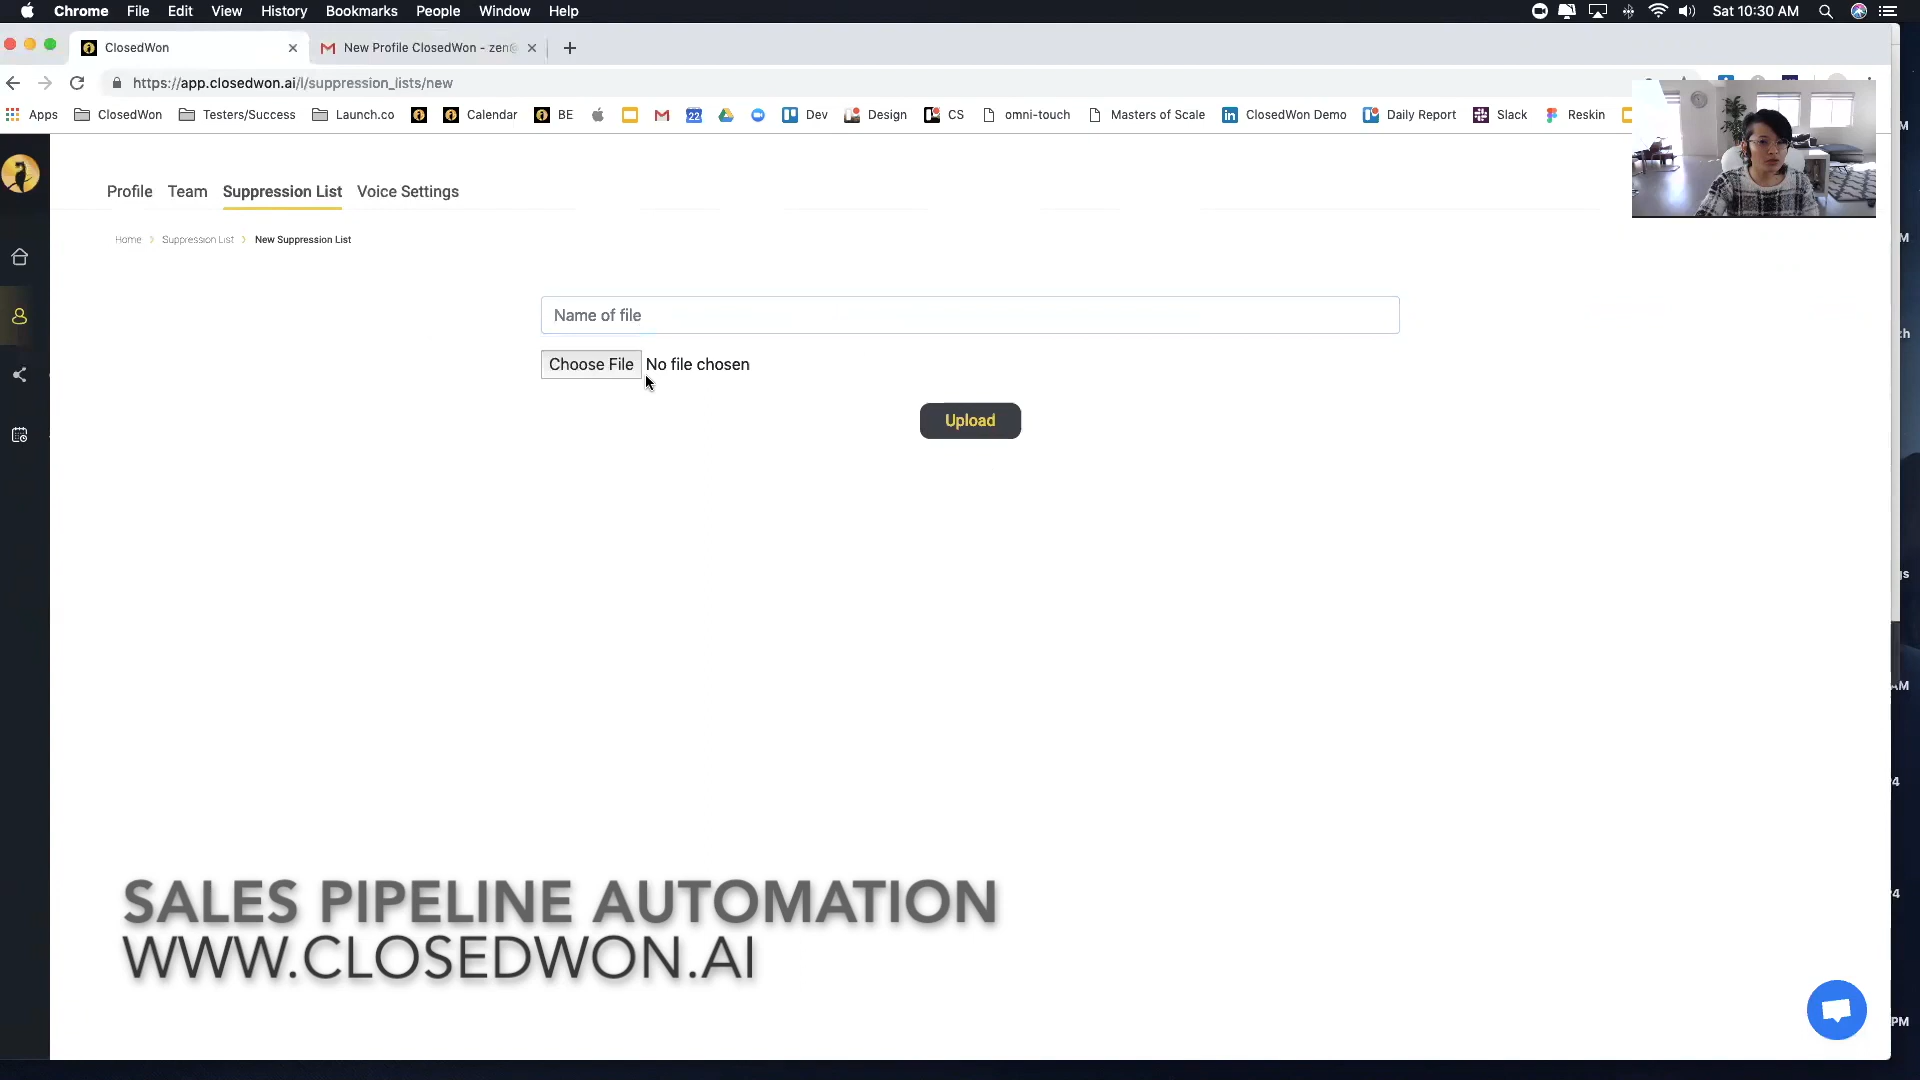 Chrome File Edit View History Bookmarks People Window Help Sat 10:30 AM
ClosedWon New Profile ClosedWon - zen@
https://app.closedwon.ai/l/suppression_lists/new
Apps ClosedWon Testers/Success Launch.co Calendar BE 22 Dev Design CS omni-touch Masters of Scale ClosedWon Demo Daily Report Slack Reskin
Profile Team Suppression List Voice Settings
Home > Suppression List > New Suppression List
Name of file
Choose File No file chosen
Upload
SALES PIPELINE AUTOMATION
WWW.CLOSEDWON.AI